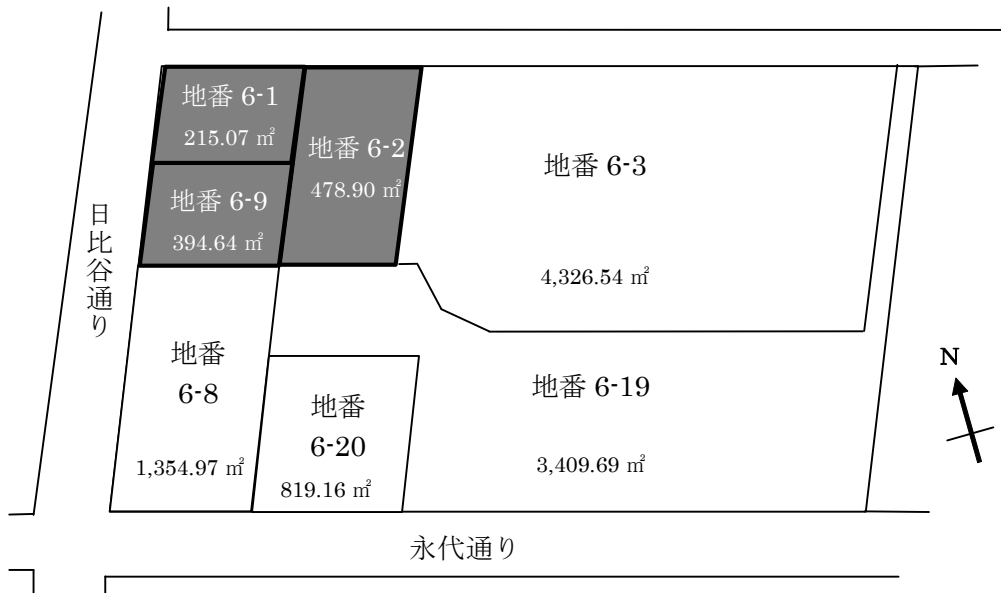 地番 6-1
215.07 ㎡
地番 6-2
478.90 ㎡
地番 6-9
394.64 ㎡
地番 6-3
4,326.54 ㎡
日比谷通り
地番
6-8
1,354.97 ㎡
地番
6-20
819.16 ㎡
地番 6-19
3,409.69 ㎡
N
永代通り